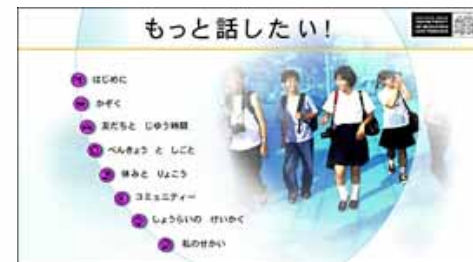 もっと話したい!
はじめに
かぞく
友だちと じゆう時間
べんきょう と しごと
休みと りょこう
コミュニティー
しょうらいの けいかく
私のせかい